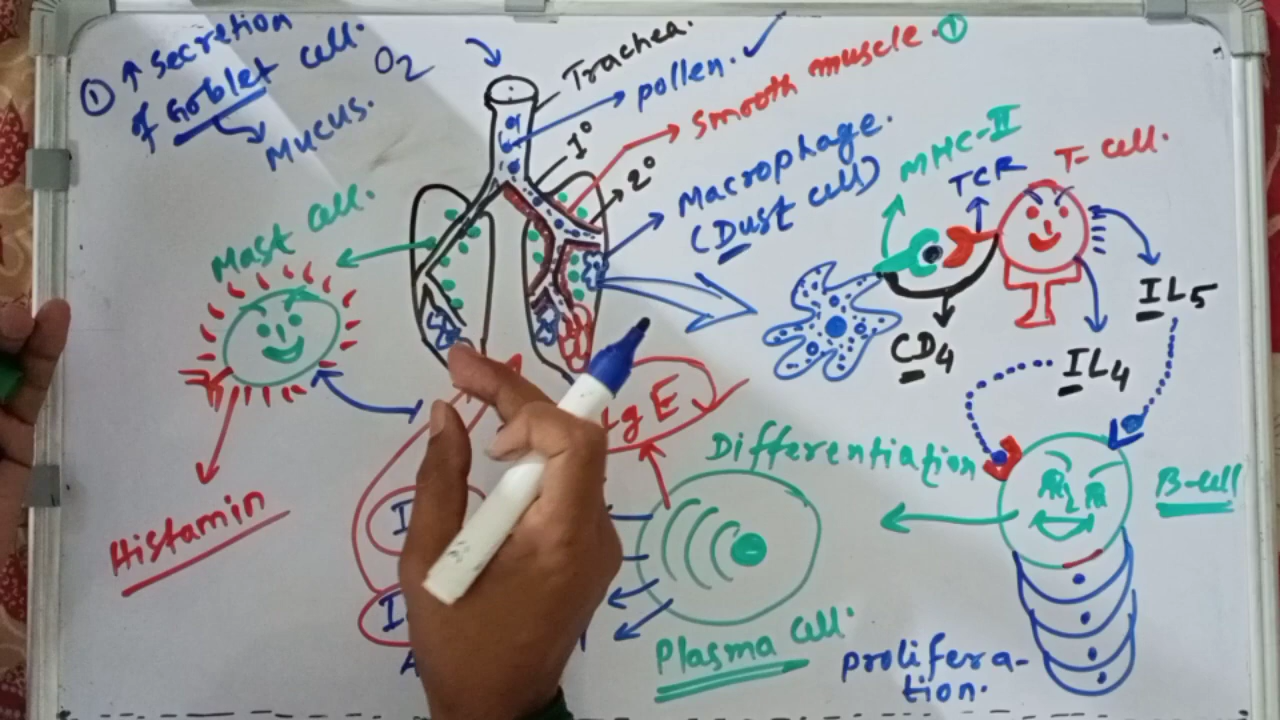 ① ↑ secretion
of Goblet cell.
Mucus.
O2
Trachea.
pollen.
smooth muscle. ①
1°
2°
Macrophage.
(Dust cell)
MHC-II
TCR
T-cell.
Mast cell.
CD4
IL5
IL4
IgE
Differentiation
B-cell
Histamin
Plasma cell.
prolifera-
tion.